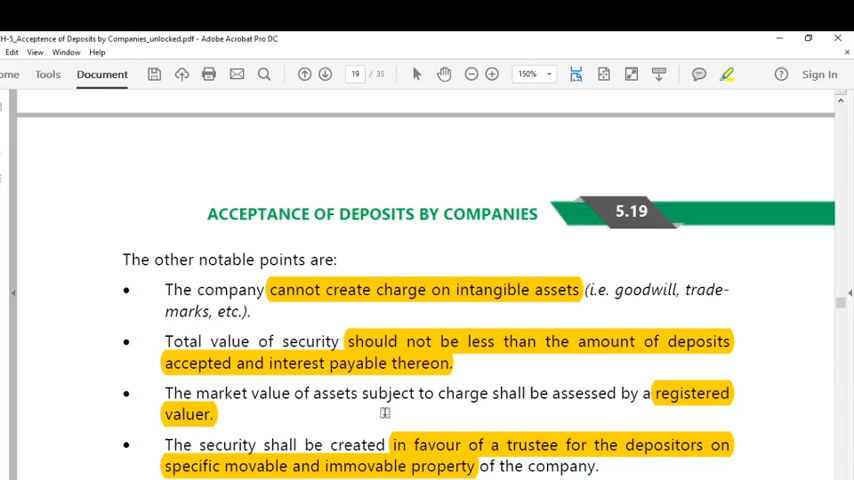 H-5_Acceptance of Deposits by Companies_unlocked.pdf - Adobe Acrobat Pro DC
Edit View Window Help
ome Tools Document 19 / 35 150% Sign In
ACCEPTANCE OF DEPOSITS BY COMPANIES 5.19
The other notable points are:
• The company cannot create charge on intangible assets (i.e. goodwill, trade-
marks, etc.).
• Total value of security should not be less than the amount of deposits
accepted and interest payable thereon.
• The market value of assets subject to charge shall be assessed by a registered
valuer.
• The security shall be created in favour of a trustee for the depositors on
specific movable and immovable property of the company.